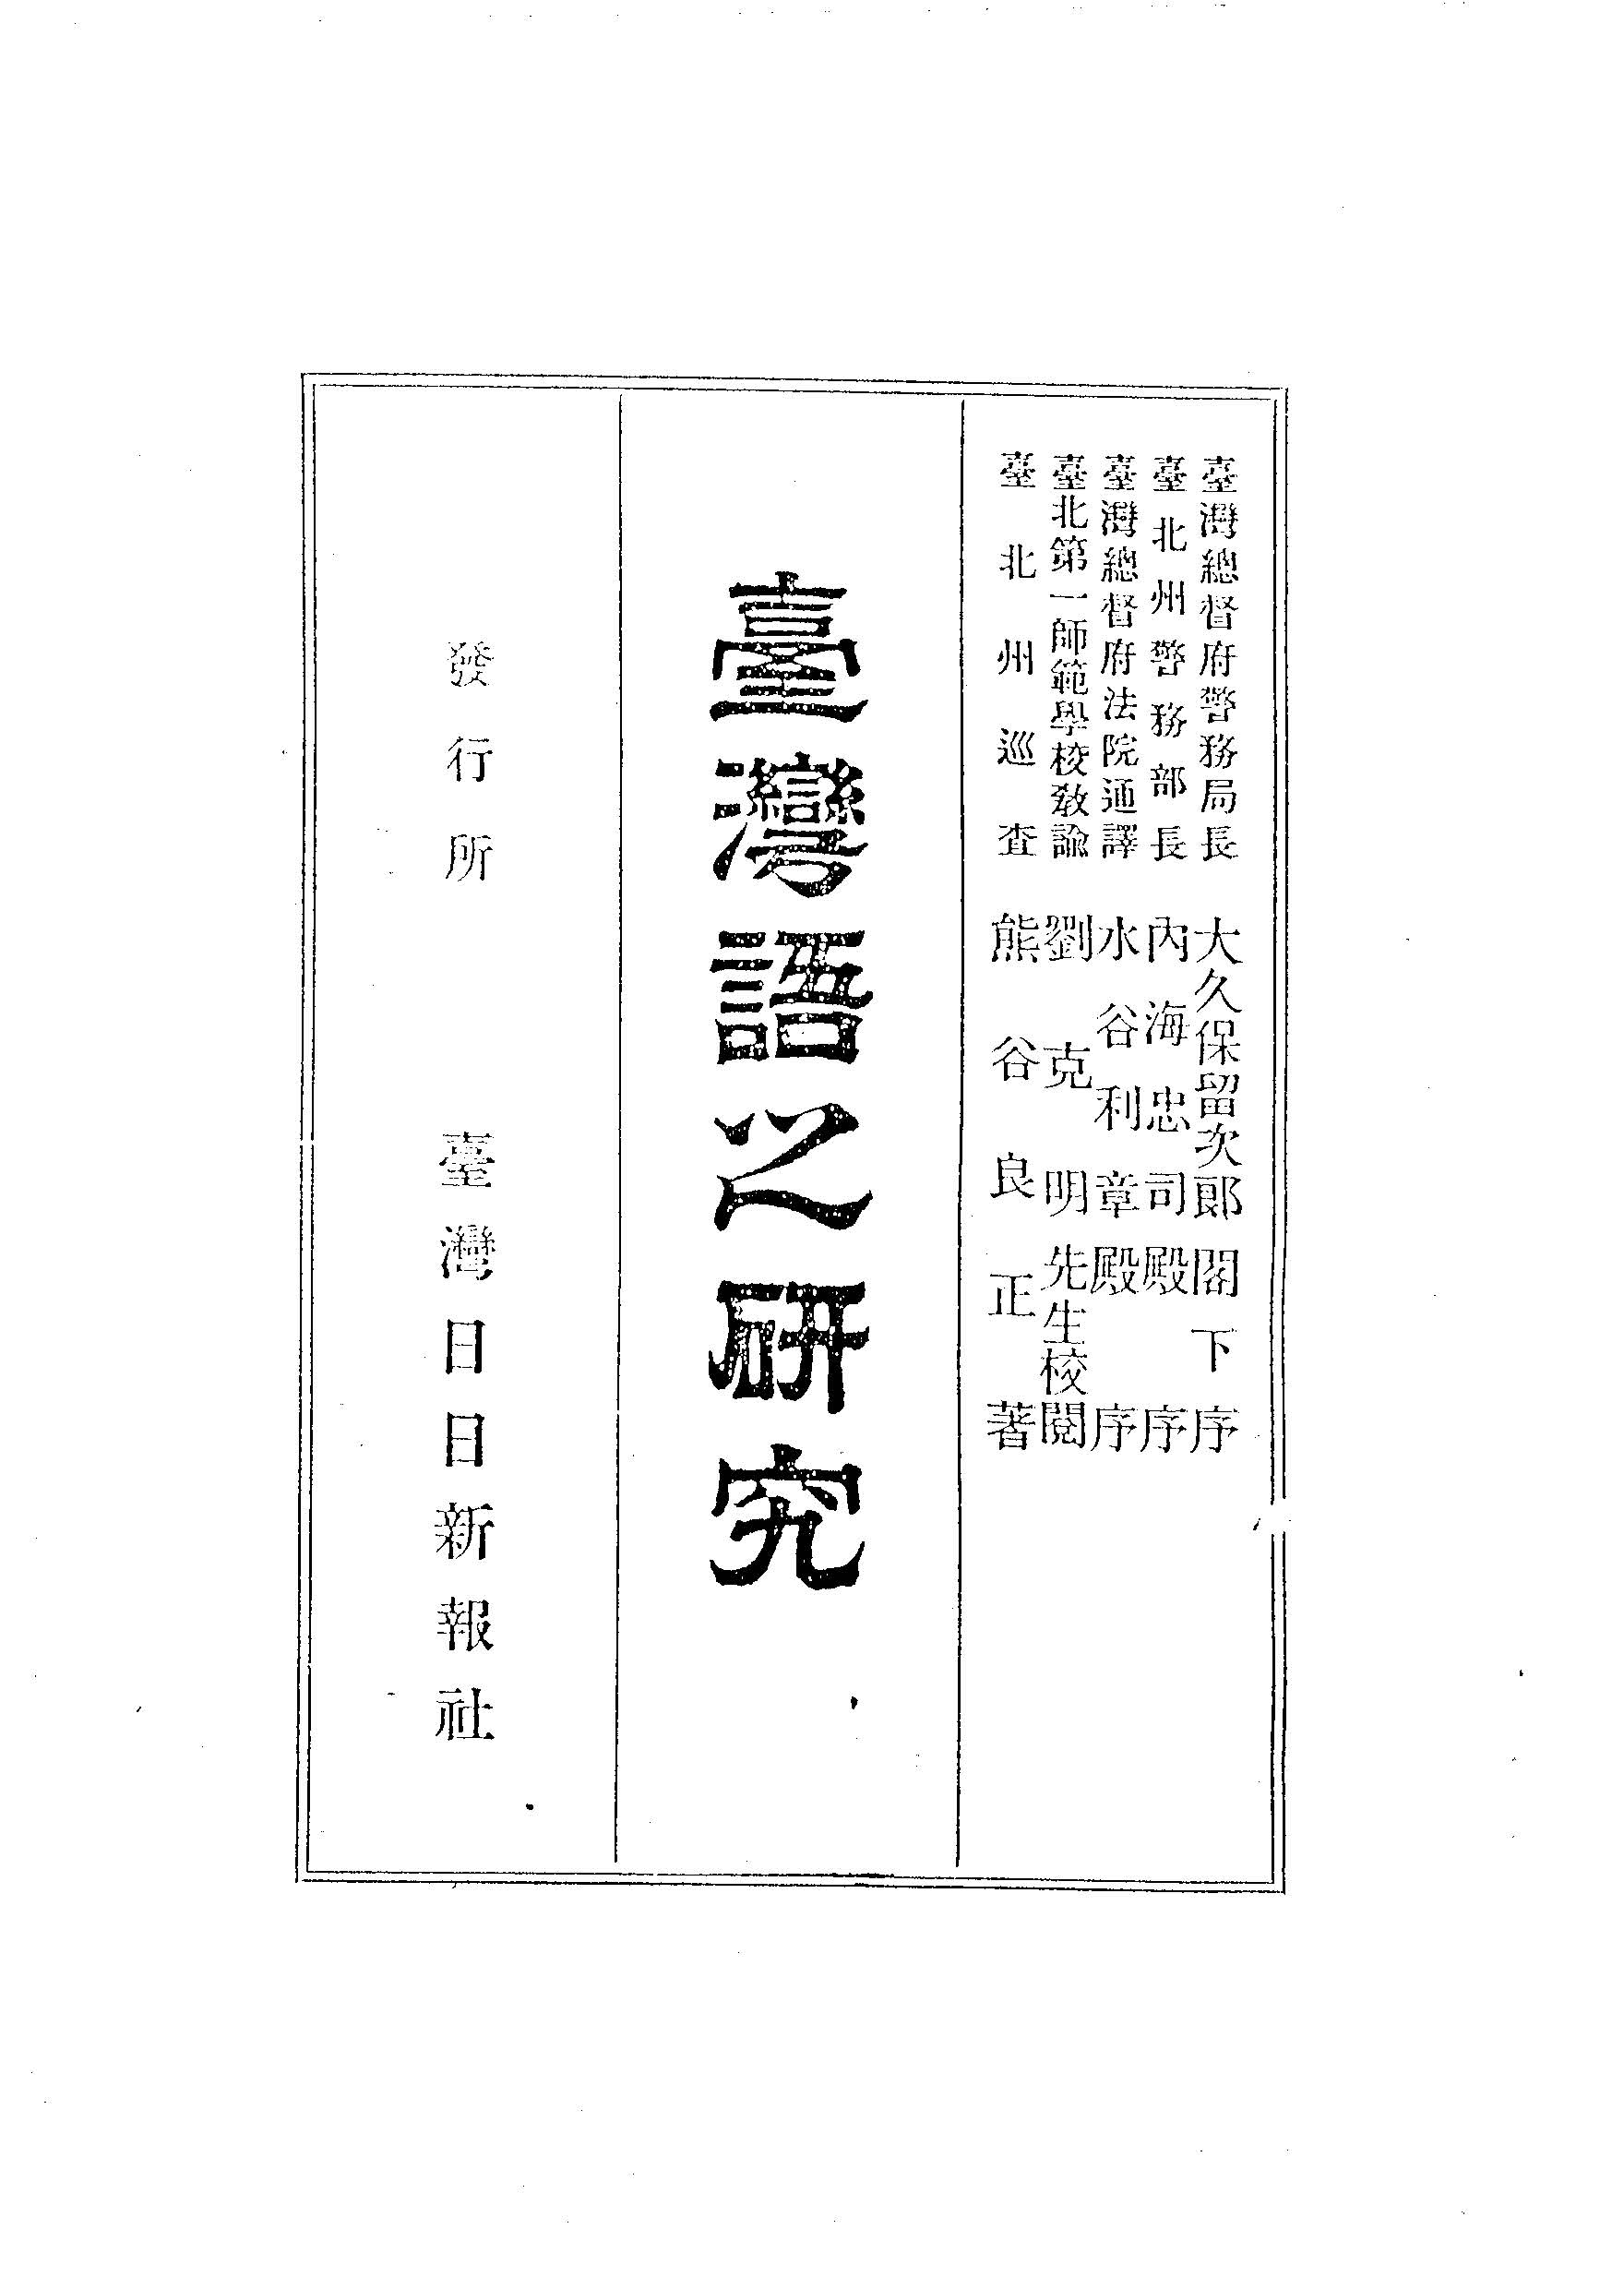 臺灣總督府警務局長 大久保留次郞 閣下 序
臺北州警務部長 內海忠司 殿 序
臺灣總督府法院通譯 水谷利章 殿 序
臺北第一師範學校敎諭 劉克明 先生校閱
臺北州巡査 熊谷良正 著
臺灣語之硏究
發行所 臺灣日日新報社